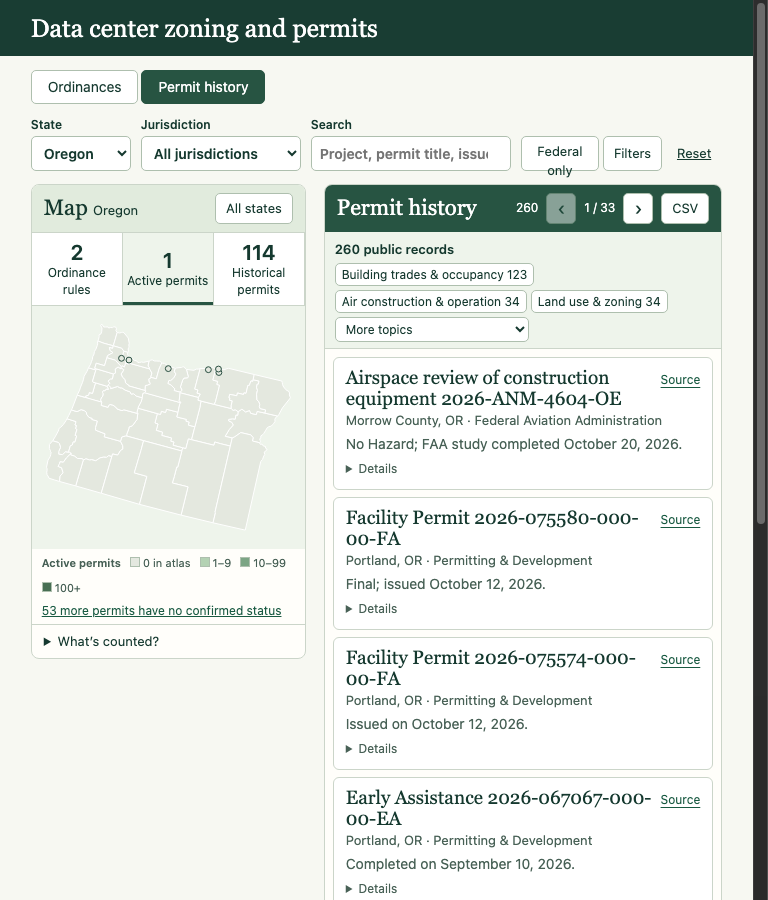 Data center zoning and permits
Ordinances
Permit history
State
Jurisdiction
Search
Oregon
All jurisdictions
Project, permit title, issue
Federal
only
Filters
Reset
Map Oregon
All states
2
Ordinance
rules
1
Active permits
114
Historical
permits
Active permits 0 in atlas 1–9 10–99
100+
53 more permits have no confirmed status
What's counted?
Permit history
260 ‹ 1 / 33 ›
CSV
260 public records
Building trades & occupancy 123
Air construction & operation 34
Land use & zoning 34
More topics
Airspace review of construction
equipment 2026-ANM-4604-OE
Source
Morrow County, OR · Federal Aviation Administration
No Hazard; FAA study completed October 20, 2026.
Details
Facility Permit 2026-075580-000-
00-FA
Source
Portland, OR · Permitting & Development
Final; issued October 12, 2026.
Details
Facility Permit 2026-075574-000-
00-FA
Source
Portland, OR · Permitting & Development
Issued on October 12, 2026.
Details
Early Assistance 2026-067067-000-
00-EA
Source
Portland, OR · Permitting & Development
Completed on September 10, 2026.
Details